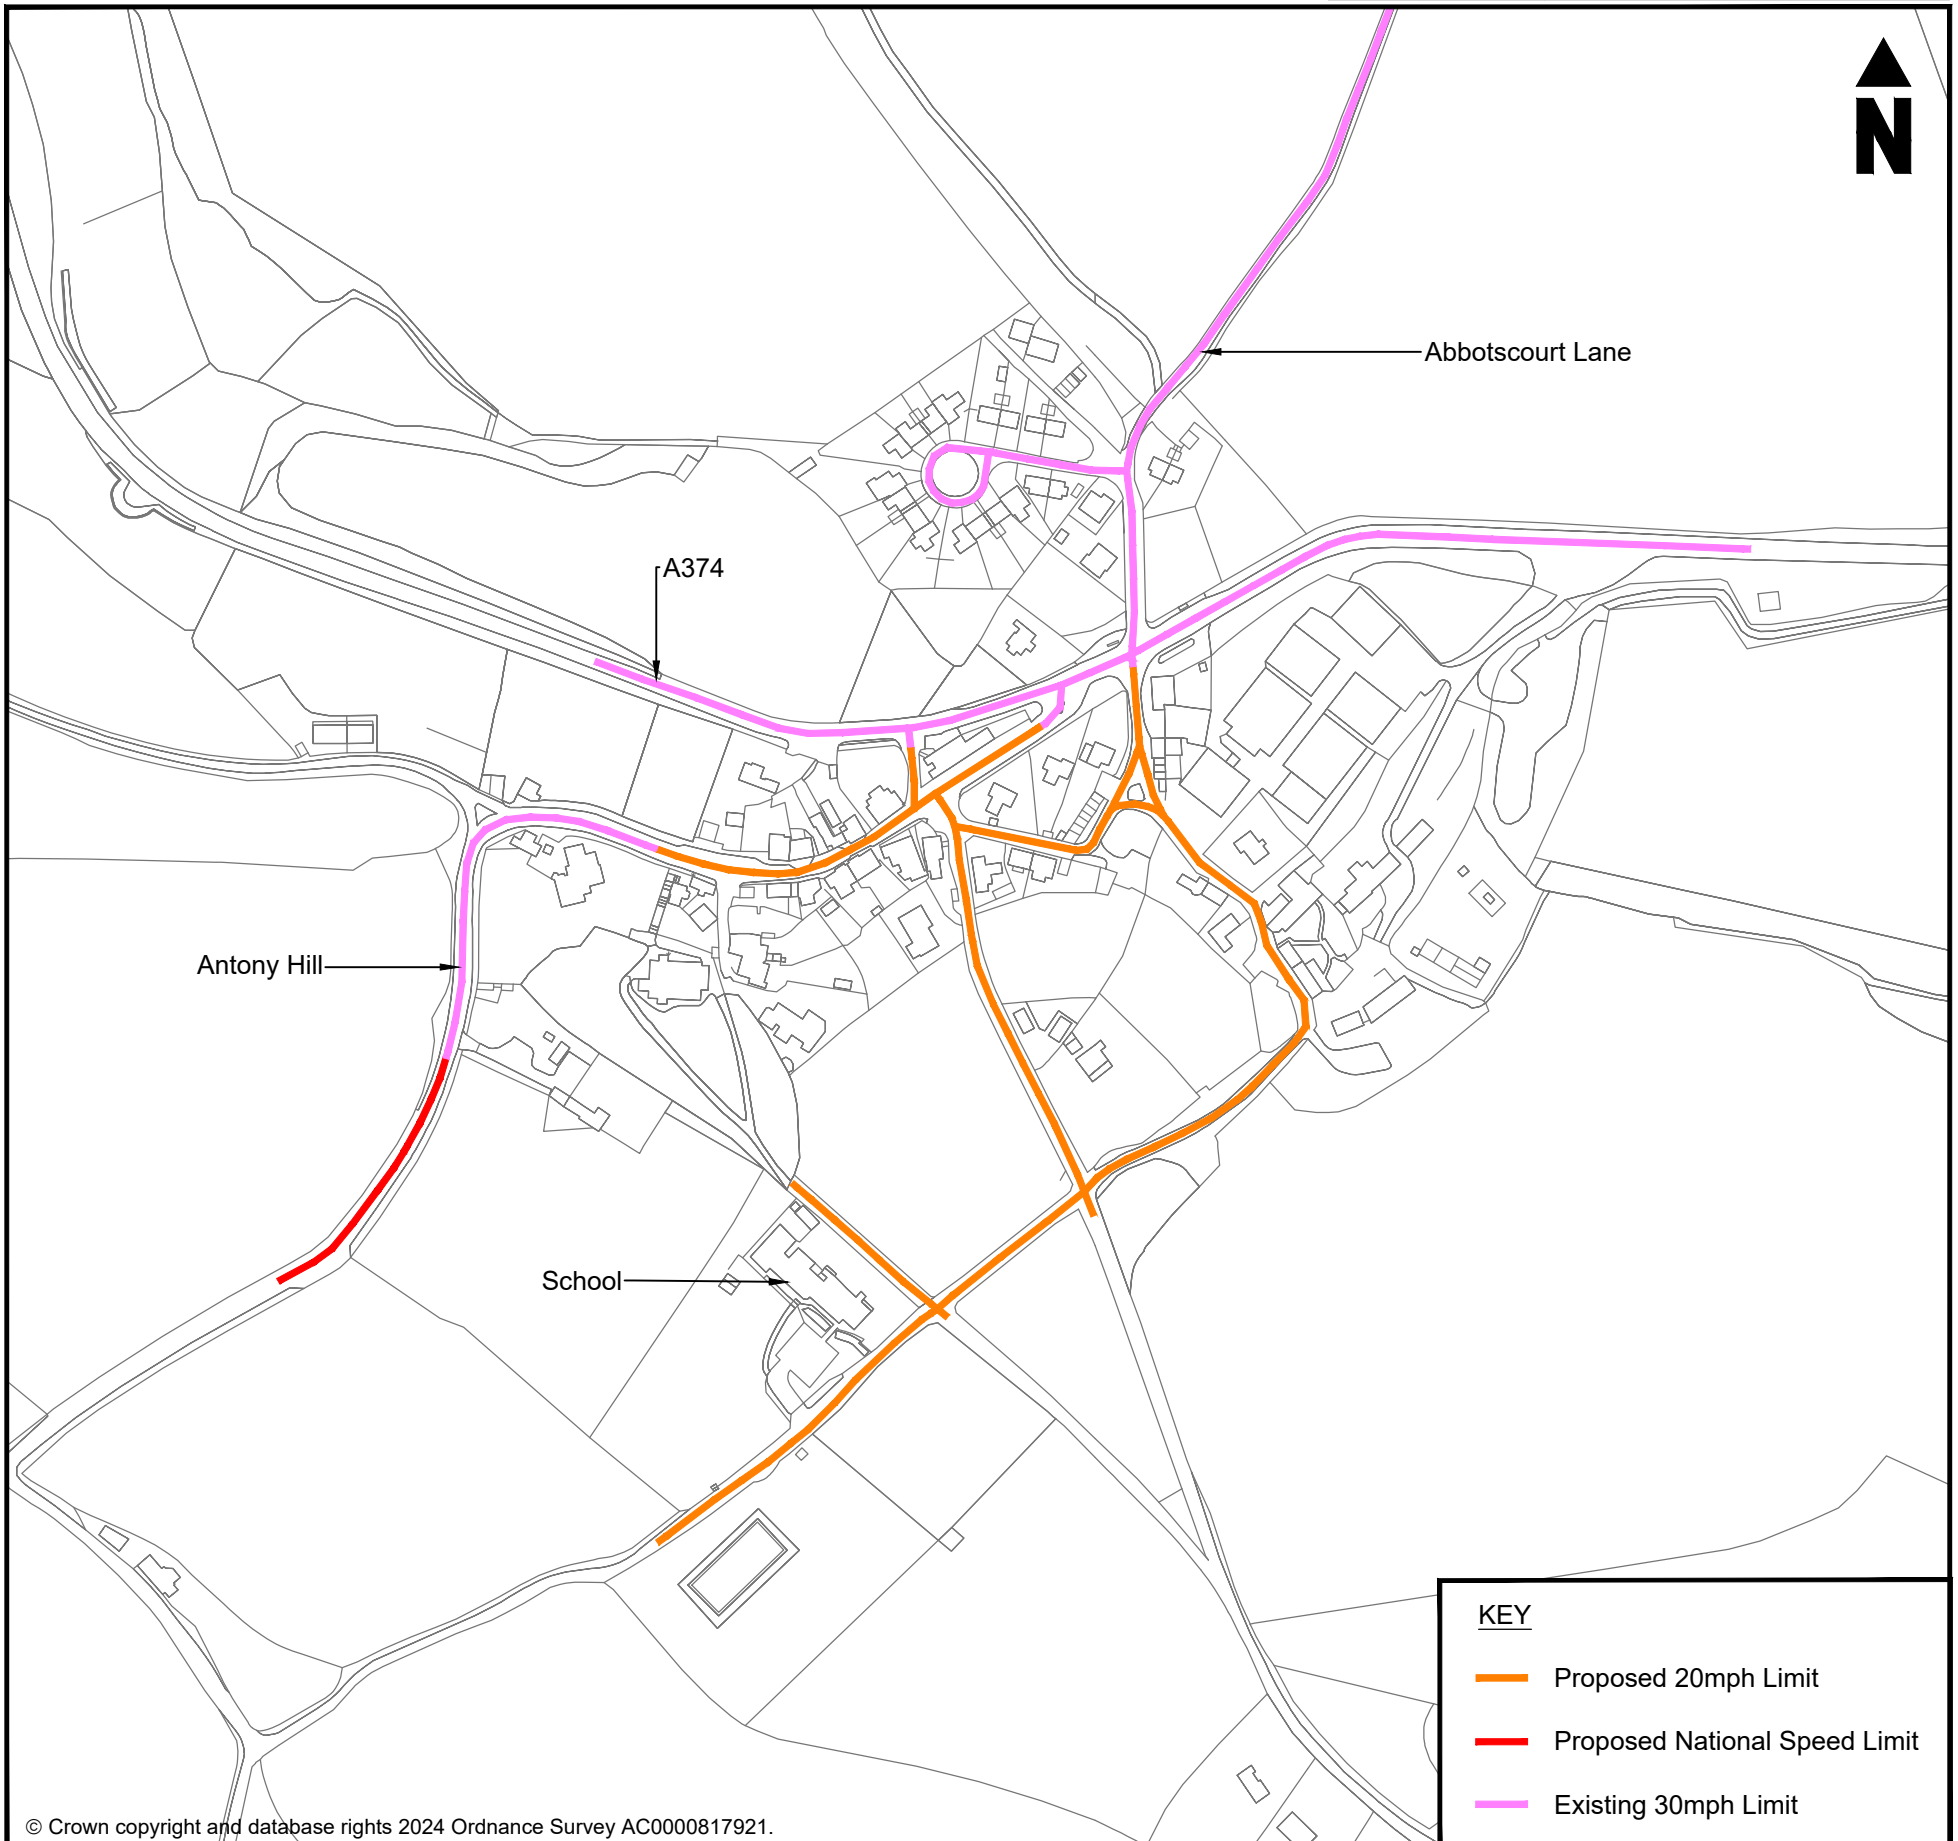 N
Abbotscourt Lane
A374
Antony Hill
School
KEY
Proposed 20mph Limit
Proposed National Speed Limit
Existing 30mph Limit
© Crown copyright and database rights 2024 Ordnance Survey AC0000817921.